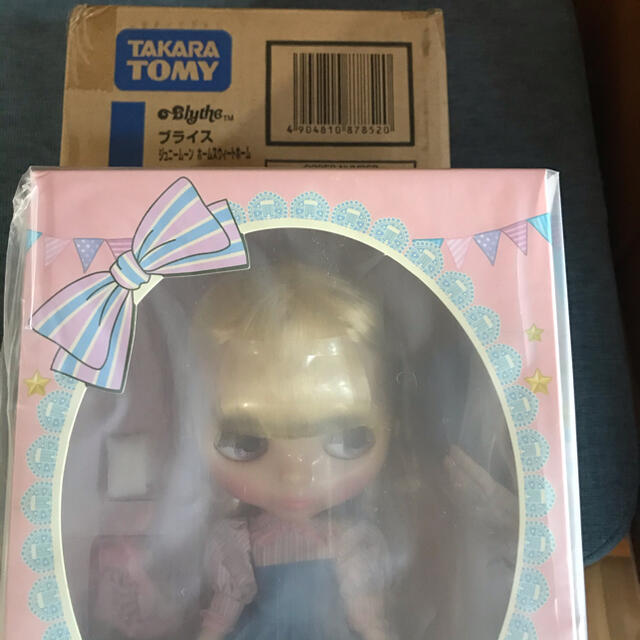 TAKARA
TOMY
Blythe™
ブライス
ジュニームーン ホームスウィートホーム
4 904810 878520